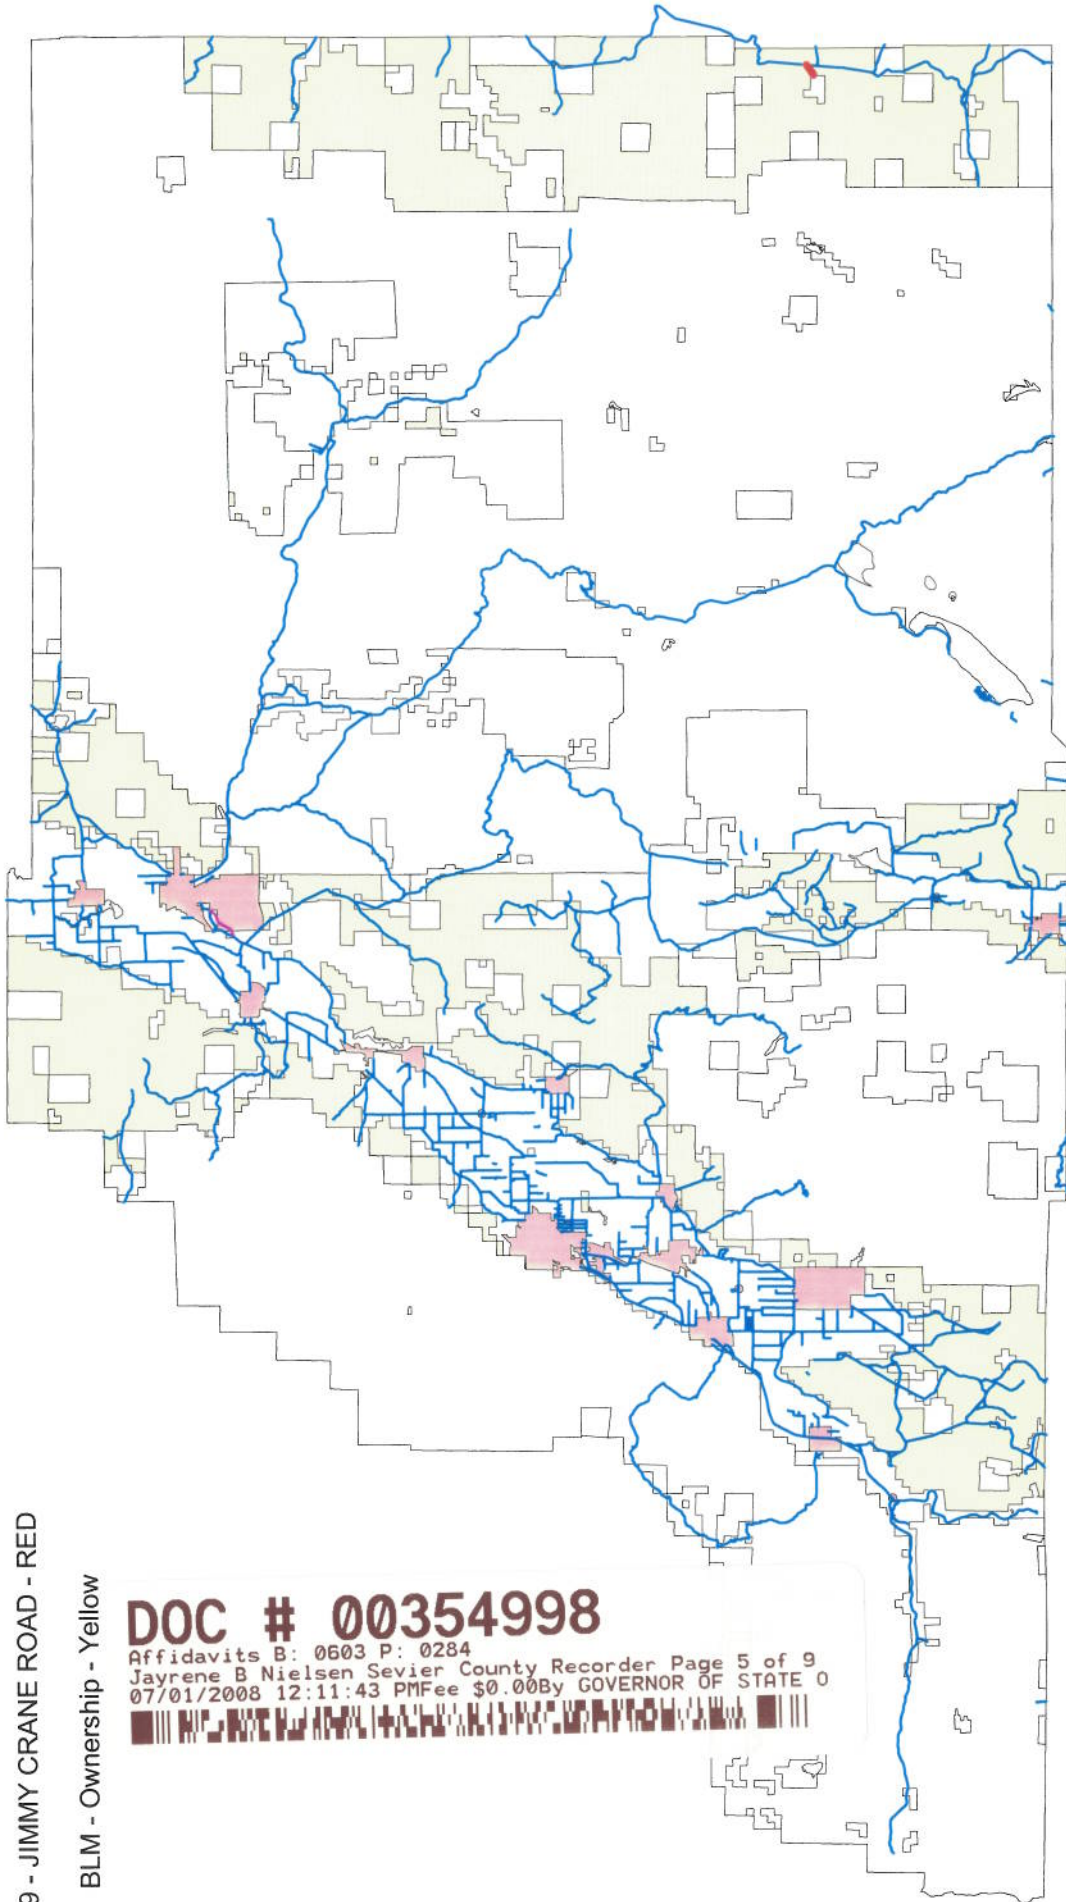 9 - JIMMY CRANE ROAD - RED
BLM - Ownership - Yellow
DOC # 00354998
Affidavits B: 0603 P: 0284
Jayrene B Nielsen Sevier County Recorder Page 5 of 9
07/01/2008 12:11:43 PMFee $0.00By GOVERNOR OF STATE O